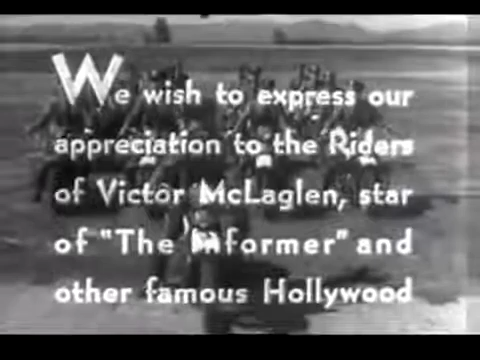 We wish to express our
appreciation to the Riders
of Victor McLaglen, star
of "The Informer" and
other famous Hollywood